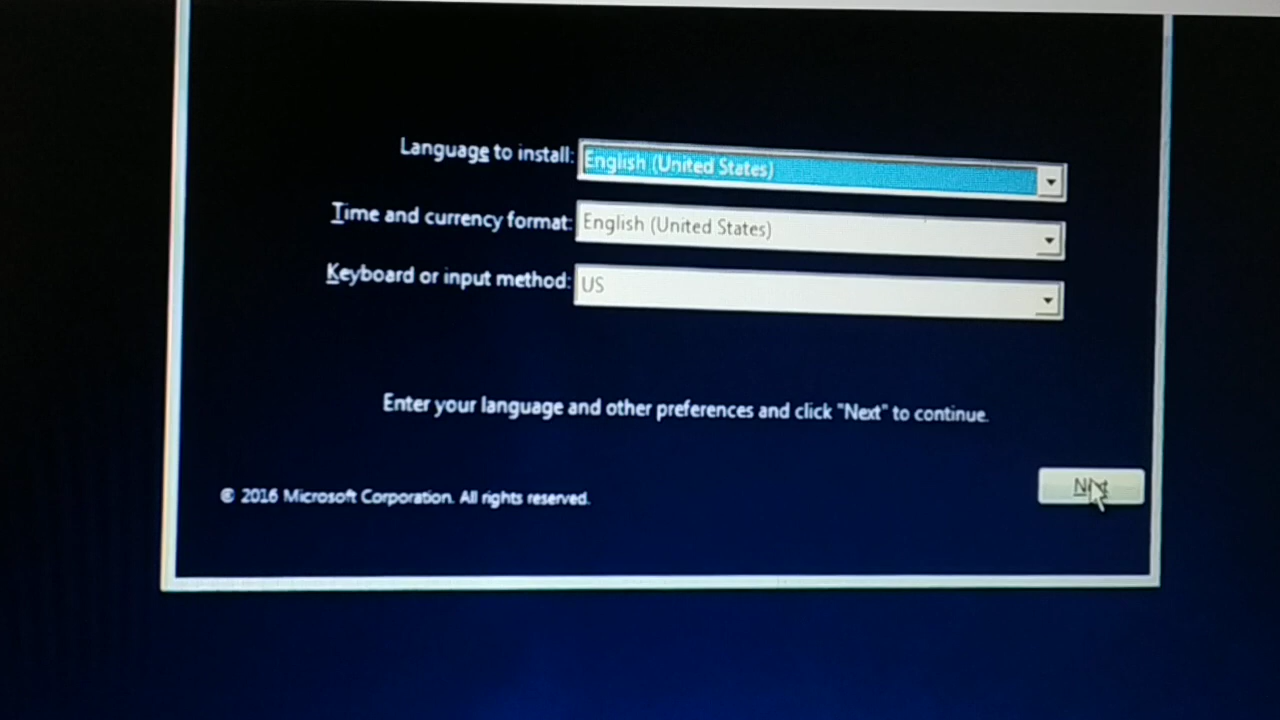 Language to install: English (United States)
Time and currency format: English (United States)
Keyboard or input method: US
Enter your language and other preferences and click "Next" to continue.
© 2016 Microsoft Corporation. All rights reserved.
Next